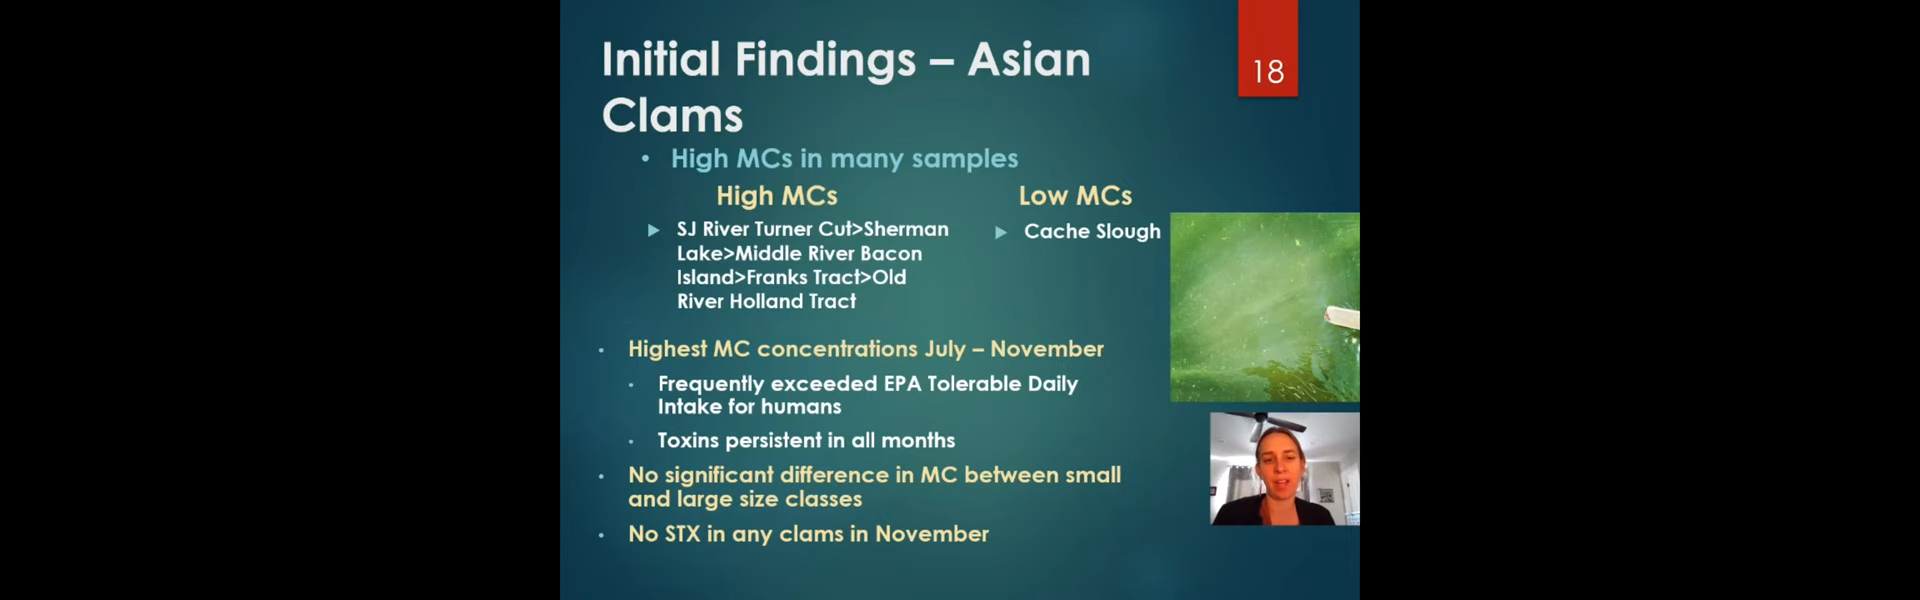 Initial Findings – Asian
Clams
18
• High MCs in many samples
High MCs
Low MCs
SJ River Turner Cut>Sherman
Lake>Middle River Bacon
Island>Franks Tract>Old
River Holland Tract
Cache Slough
• Highest MC concentrations July – November
• Frequently exceeded EPA Tolerable Daily
Intake for humans
• Toxins persistent in all months
• No significant difference in MC between small
and large size classes
• No STX in any clams in November